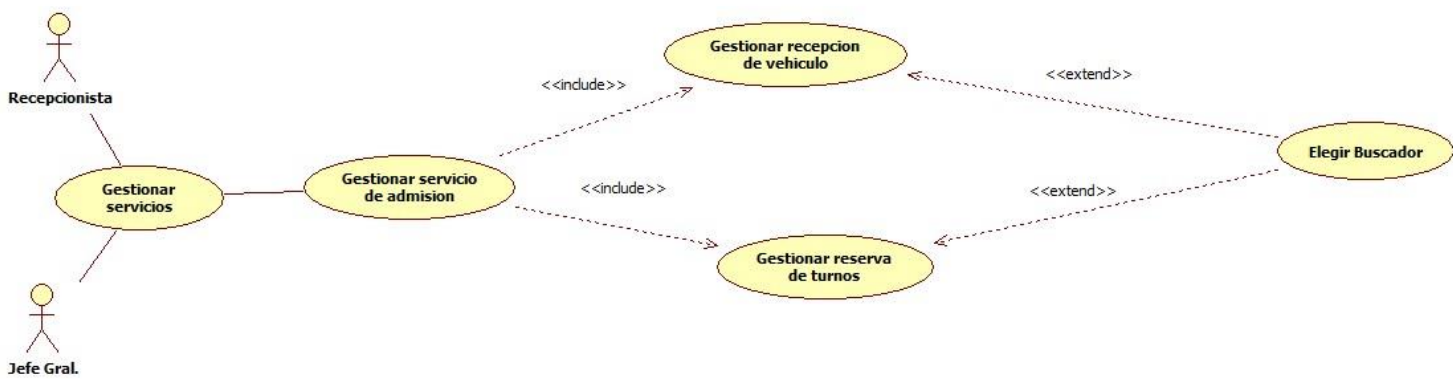 Recepcionista
Gestionar
servicios
Jefe Gral.
Gestionar servicio
de admision
<<include>>
<<include>>
Gestionar recepcion
de vehiculo
Gestionar reserva
de turnos
<<extend>>
<<extend>>
Elegir Buscador